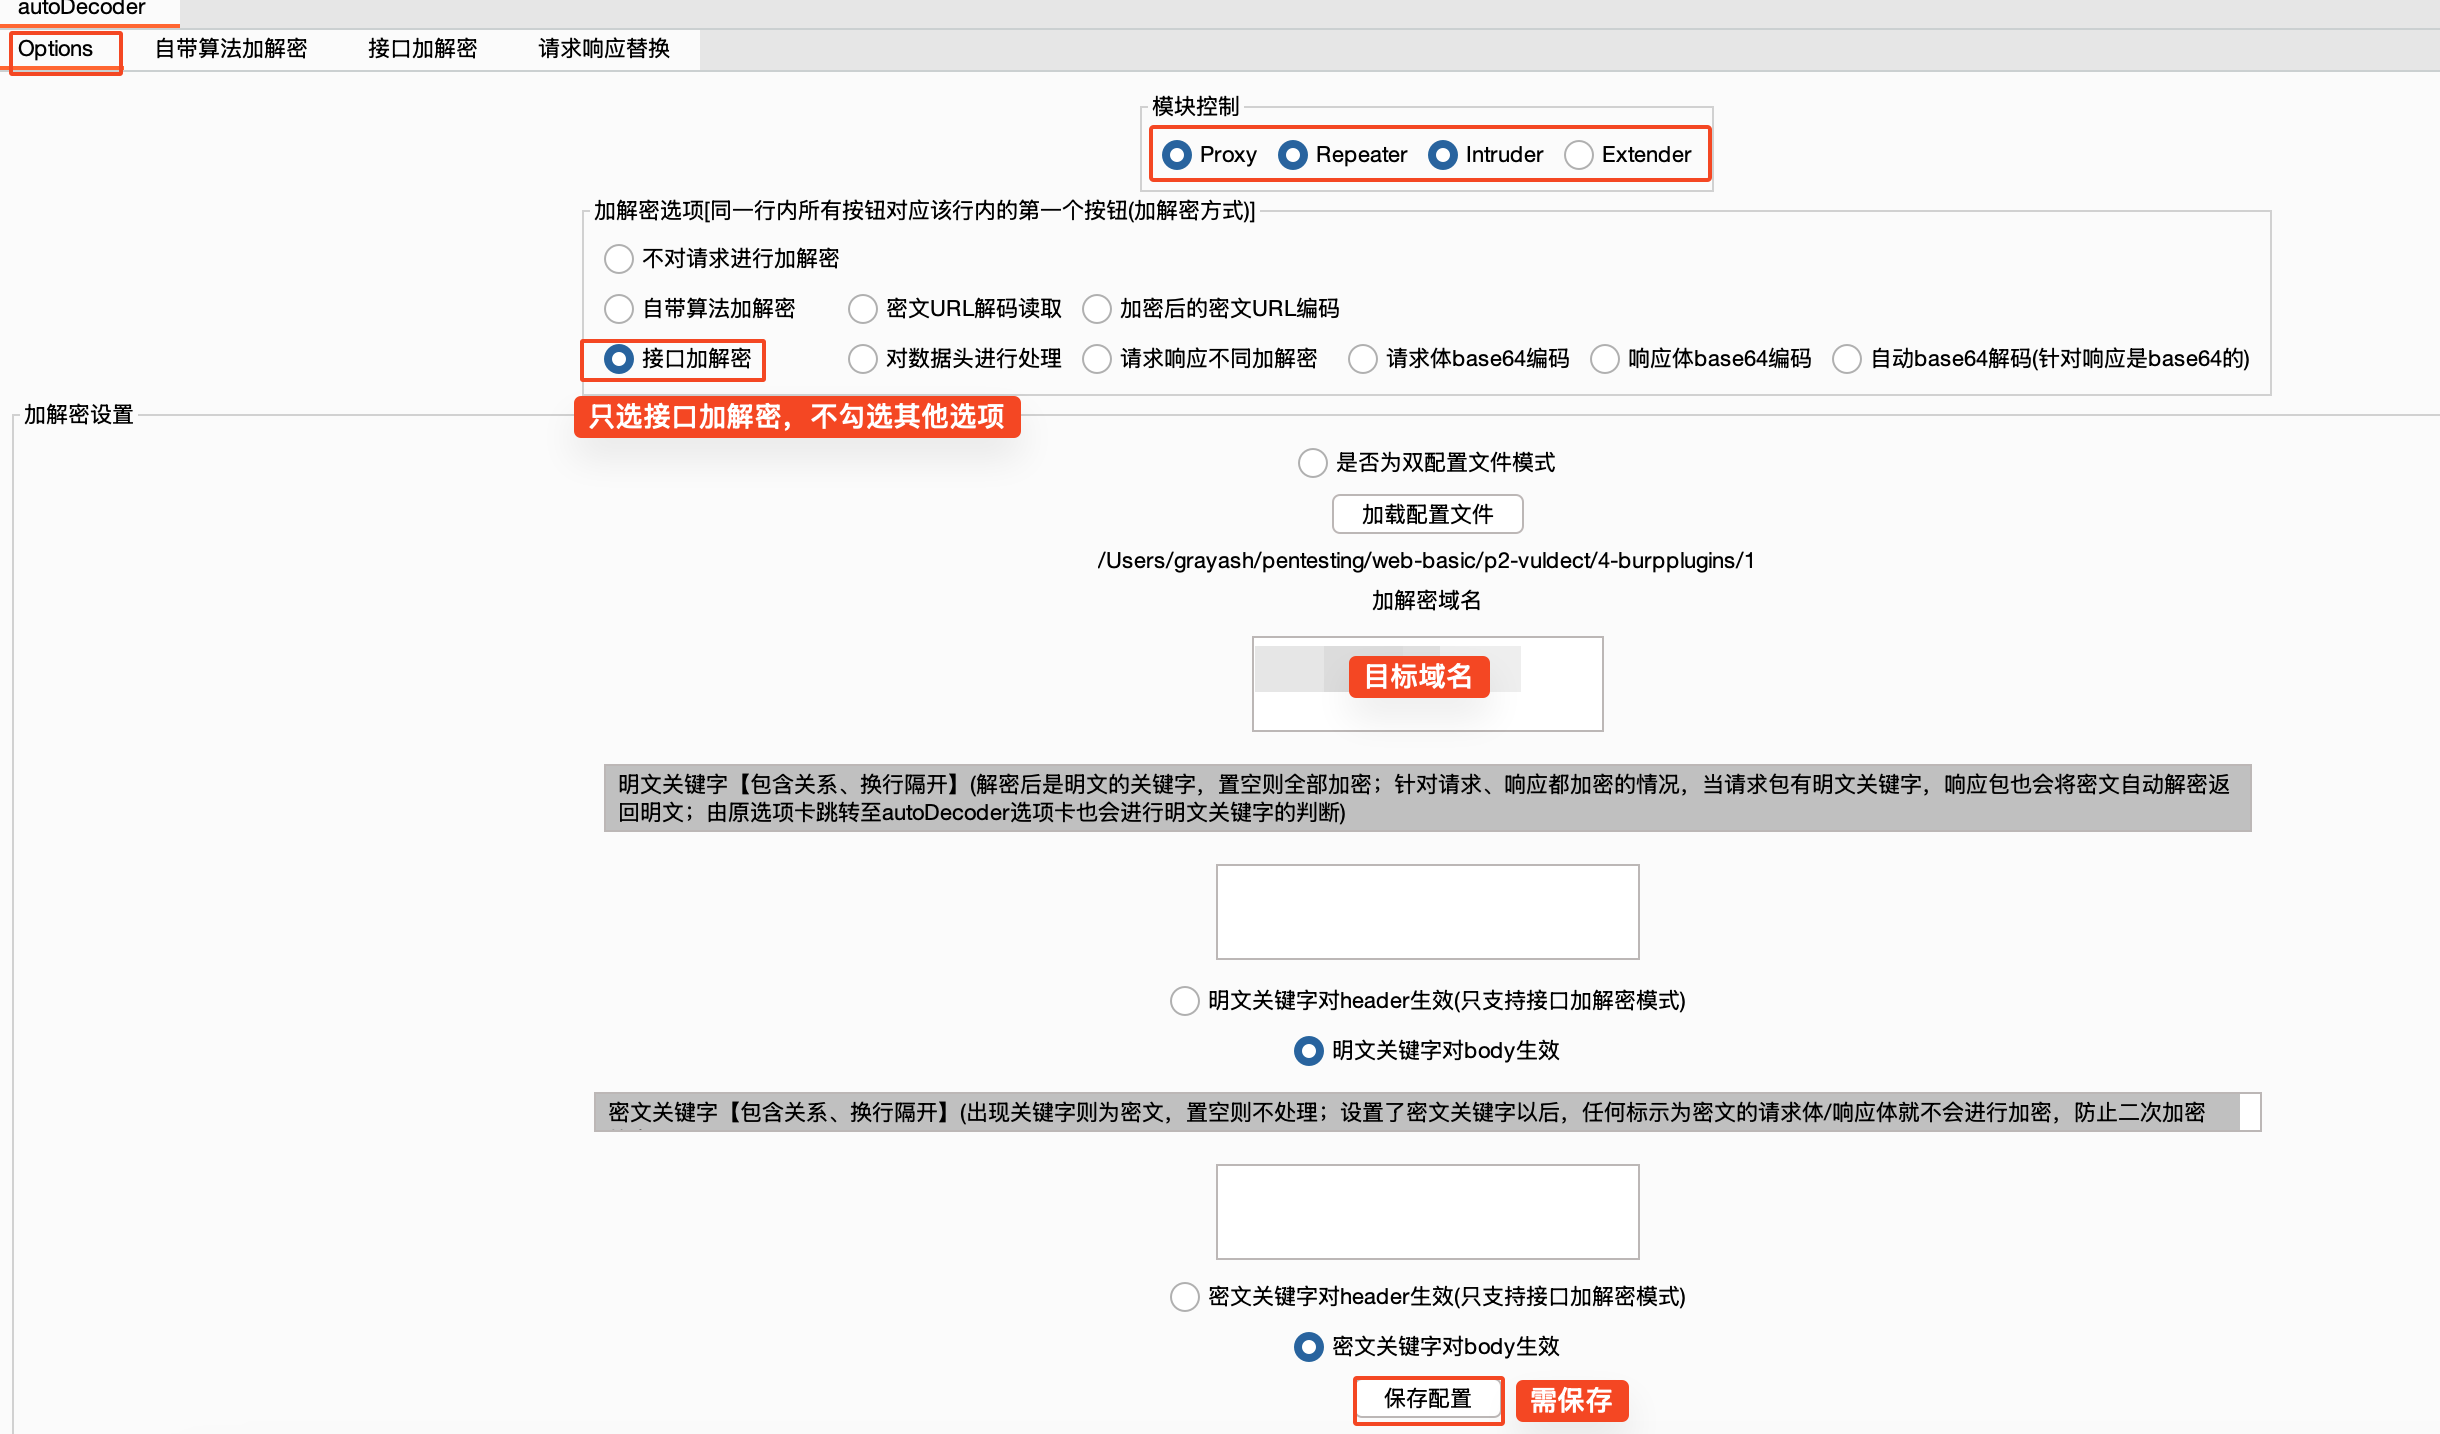 autoDecoder
Options 自带算法加解密 接口加解密 请求响应替换
模块控制
Proxy Repeater Intruder Extender
加解密选项[同一行内所有按钮对应该行内的第一个按钮(加解密方式)]
不对请求进行加解密
自带算法加解密 密文URL解码读取 加密后的密文URL编码
接口加解密 对数据头进行处理 请求响应不同加解密 请求体base64编码 响应体base64编码 自动base64解码(针对响应是base64的)
加解密设置
只选接口加解密，不勾选其他选项
是否为双配置文件模式
加载配置文件
/Users/grayash/pentesting/web-basic/p2-vuldect/4-burpplugins/1
加解密域名
目标域名
明文关键字【包含关系、换行隔开】(解密后是明文的关键字，置空则全部加密；针对请求、响应都加密的情况，当请求包有明文关键字，响应包也会将密文自动解密返
回明文；由原选项卡跳转至autoDecoder选项卡也会进行明文关键字的判断)
明文关键字对header生效(只支持接口加解密模式)
明文关键字对body生效
密文关键字【包含关系、换行隔开】(出现关键字则为密文，置空则不处理；设置了密文关键字以后，任何标示为密文的请求体/响应体就不会进行加密，防止二次加密
密文关键字对header生效(只支持接口加解密模式)
密文关键字对body生效
保存配置 需保存